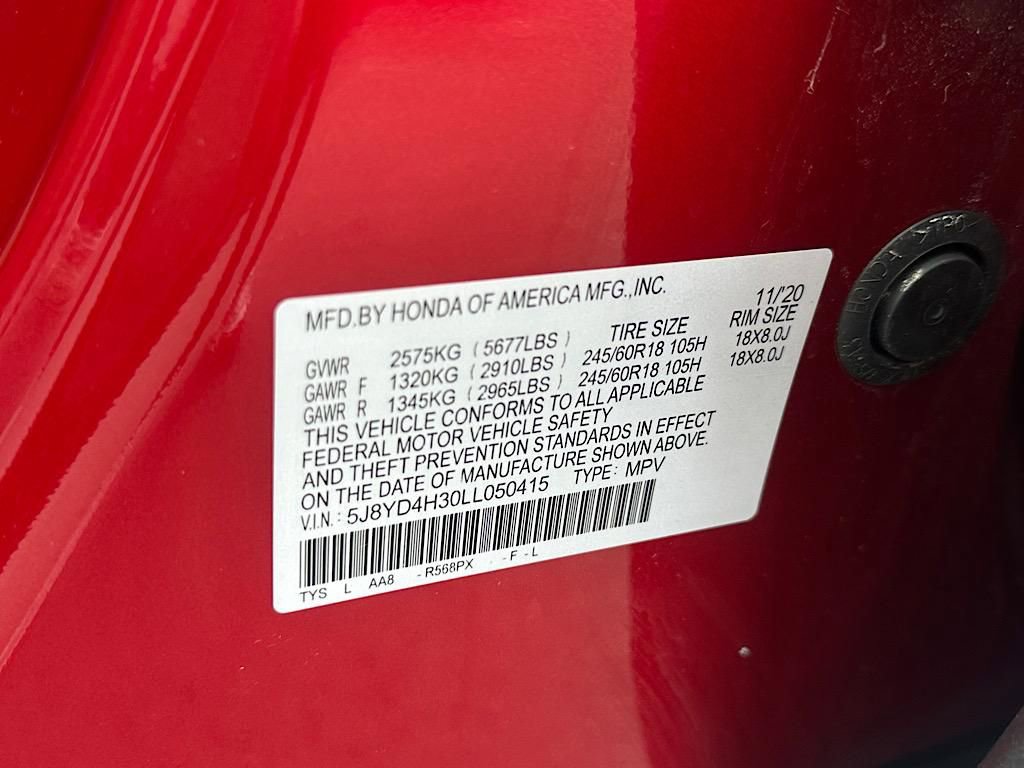 MFD.BY HONDA OF AMERICA MFG.,INC. 11/'20
TIRE SIZE RIM SIZE
GVWR 2575KG (5677LBS)
GAWR F 1320KG (2910LBS) 245/60R18 105H 18X8.0J
GAWR R 1345KG (2965LBS) 245/60R18 105H 18X8.0J
THIS VEHICLE CONFORMS TO ALL APPLICABLE
FEDERAL MOTOR VEHICLE SAFETY
AND THEFT PREVENTION STANDARDS IN EFFECT
ON THE DATE OF MANUFACTURE SHOWN ABOVE.
V.I.N.: 5J8YD4H30LL050415 TYPE: MPV
TYS L AA8 -R568PX - F - L
>TPO<